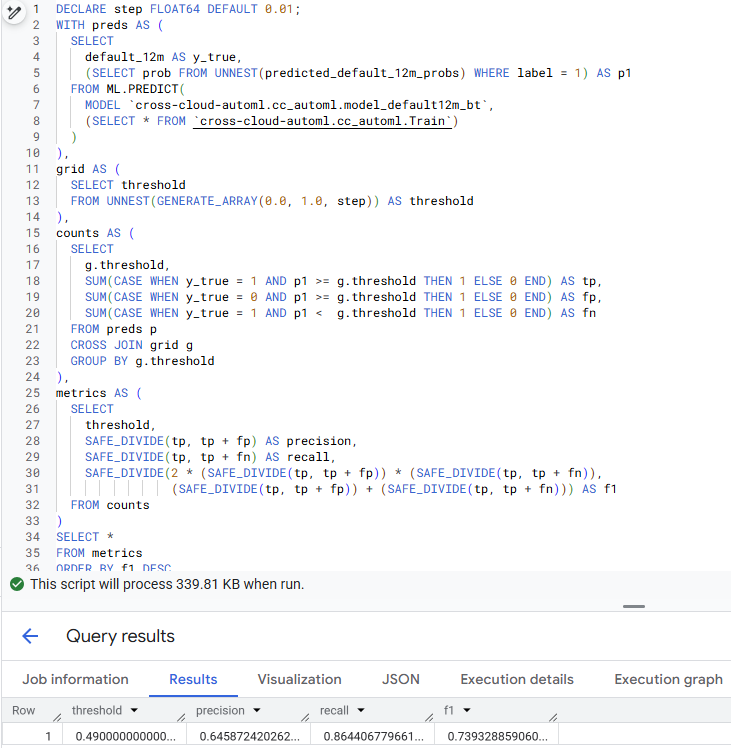 1 DECLARE step FLOAT64 DEFAULT 0.01;
2 WITH preds AS (
3 SELECT
4 default_12m AS y_true,
5 (SELECT prob FROM UNNEST(predicted_default_12m_probs) WHERE label = 1) AS p1
6 FROM ML.PREDICT(
7 MODEL `cross-cloud-automl.cc_automl.model_default12m_bt`,
8 (SELECT * FROM `cross-cloud-automl.cc_automl.Train`)
9 )
10 ),
11 grid AS (
12 SELECT threshold
13 FROM UNNEST(GENERATE_ARRAY(0.0, 1.0, step)) AS threshold
14 ),
15 counts AS (
16 SELECT
17 g.threshold,
18 SUM(CASE WHEN y_true = 1 AND p1 >= g.threshold THEN 1 ELSE 0 END) AS tp,
19 SUM(CASE WHEN y_true = 0 AND p1 >= g.threshold THEN 1 ELSE 0 END) AS fp,
20 SUM(CASE WHEN y_true = 1 AND p1 < g.threshold THEN 1 ELSE 0 END) AS fn
21 FROM preds p
22 CROSS JOIN grid g
23 GROUP BY g.threshold
24 ),
25 metrics AS (
26 SELECT
27 threshold,
28 SAFE_DIVIDE(tp, tp + fp) AS precision,
29 SAFE_DIVIDE(tp, tp + fn) AS recall,
30 SAFE_DIVIDE(2 * (SAFE_DIVIDE(tp, tp + fp)) * (SAFE_DIVIDE(tp, tp + fn)),
31 (SAFE_DIVIDE(tp, tp + fp)) + (SAFE_DIVIDE(tp, tp + fn))) AS f1
32 FROM counts
33 )
34 SELECT *
35 FROM metrics
36 ORDER BY f1 DESC
This script will process 339.81 KB when run.
Query results
Job information Results Visualization JSON Execution details Execution graph
Row threshold precision recall f1
1 0.490000000000... 0.645872420262... 0.864406779661... 0.739328859060...